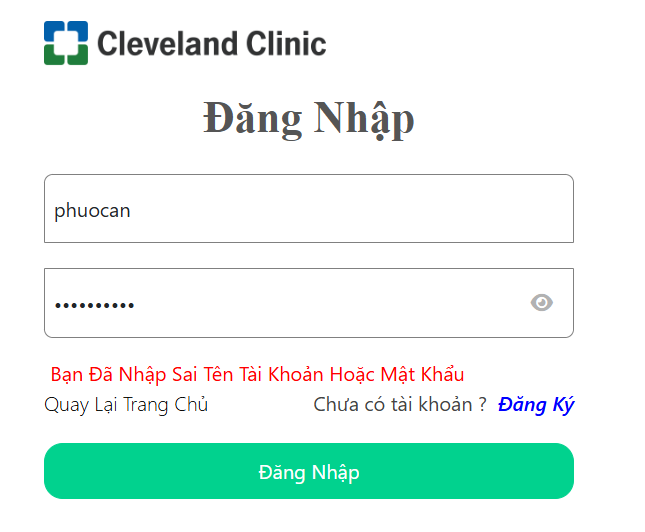 Cleveland Clinic
Đăng Nhập
phuocan
••••••••••
Bạn Đã Nhập Sai Tên Tài Khoản Hoặc Mật Khẩu
Quay Lại Trang Chủ Chưa có tài khoản ? Đăng Ký
Đăng Nhập